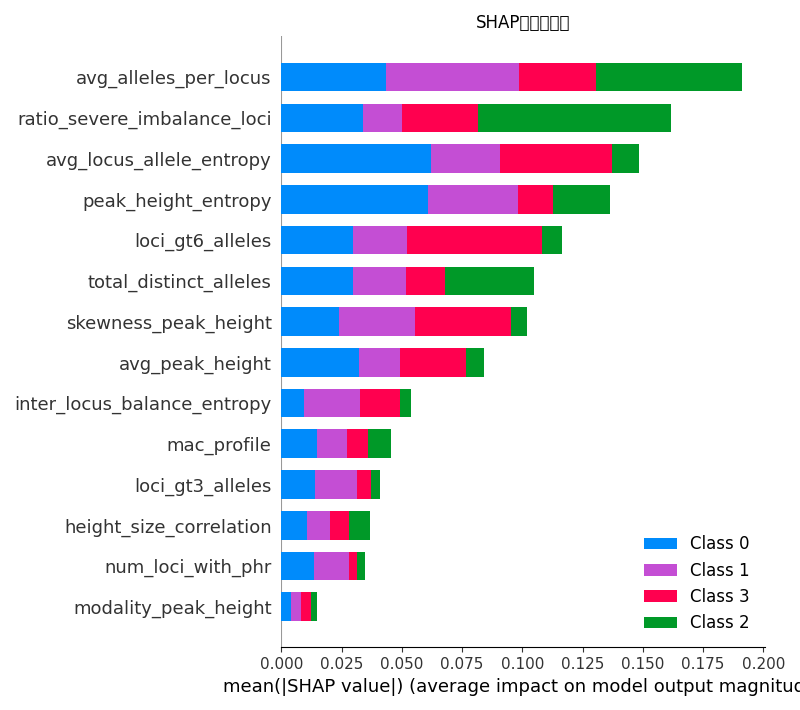 SHAP
avg_alleles_per_locus
ratio_severe_imbalance_loci
avg_locus_allele_entropy
peak_height_entropy
loci_gt6_alleles
total_distinct_alleles
skewness_peak_height
avg_peak_height
inter_locus_balance_entropy
mac_profile
loci_gt3_alleles
height_size_correlation
num_loci_with_phr
modality_peak_height
Class 0
Class 1
Class 3
Class 2
0.000 0.025 0.050 0.075 0.100 0.125 0.150 0.175 0.200
mean(|SHAP value|) (average impact on model output magnitud